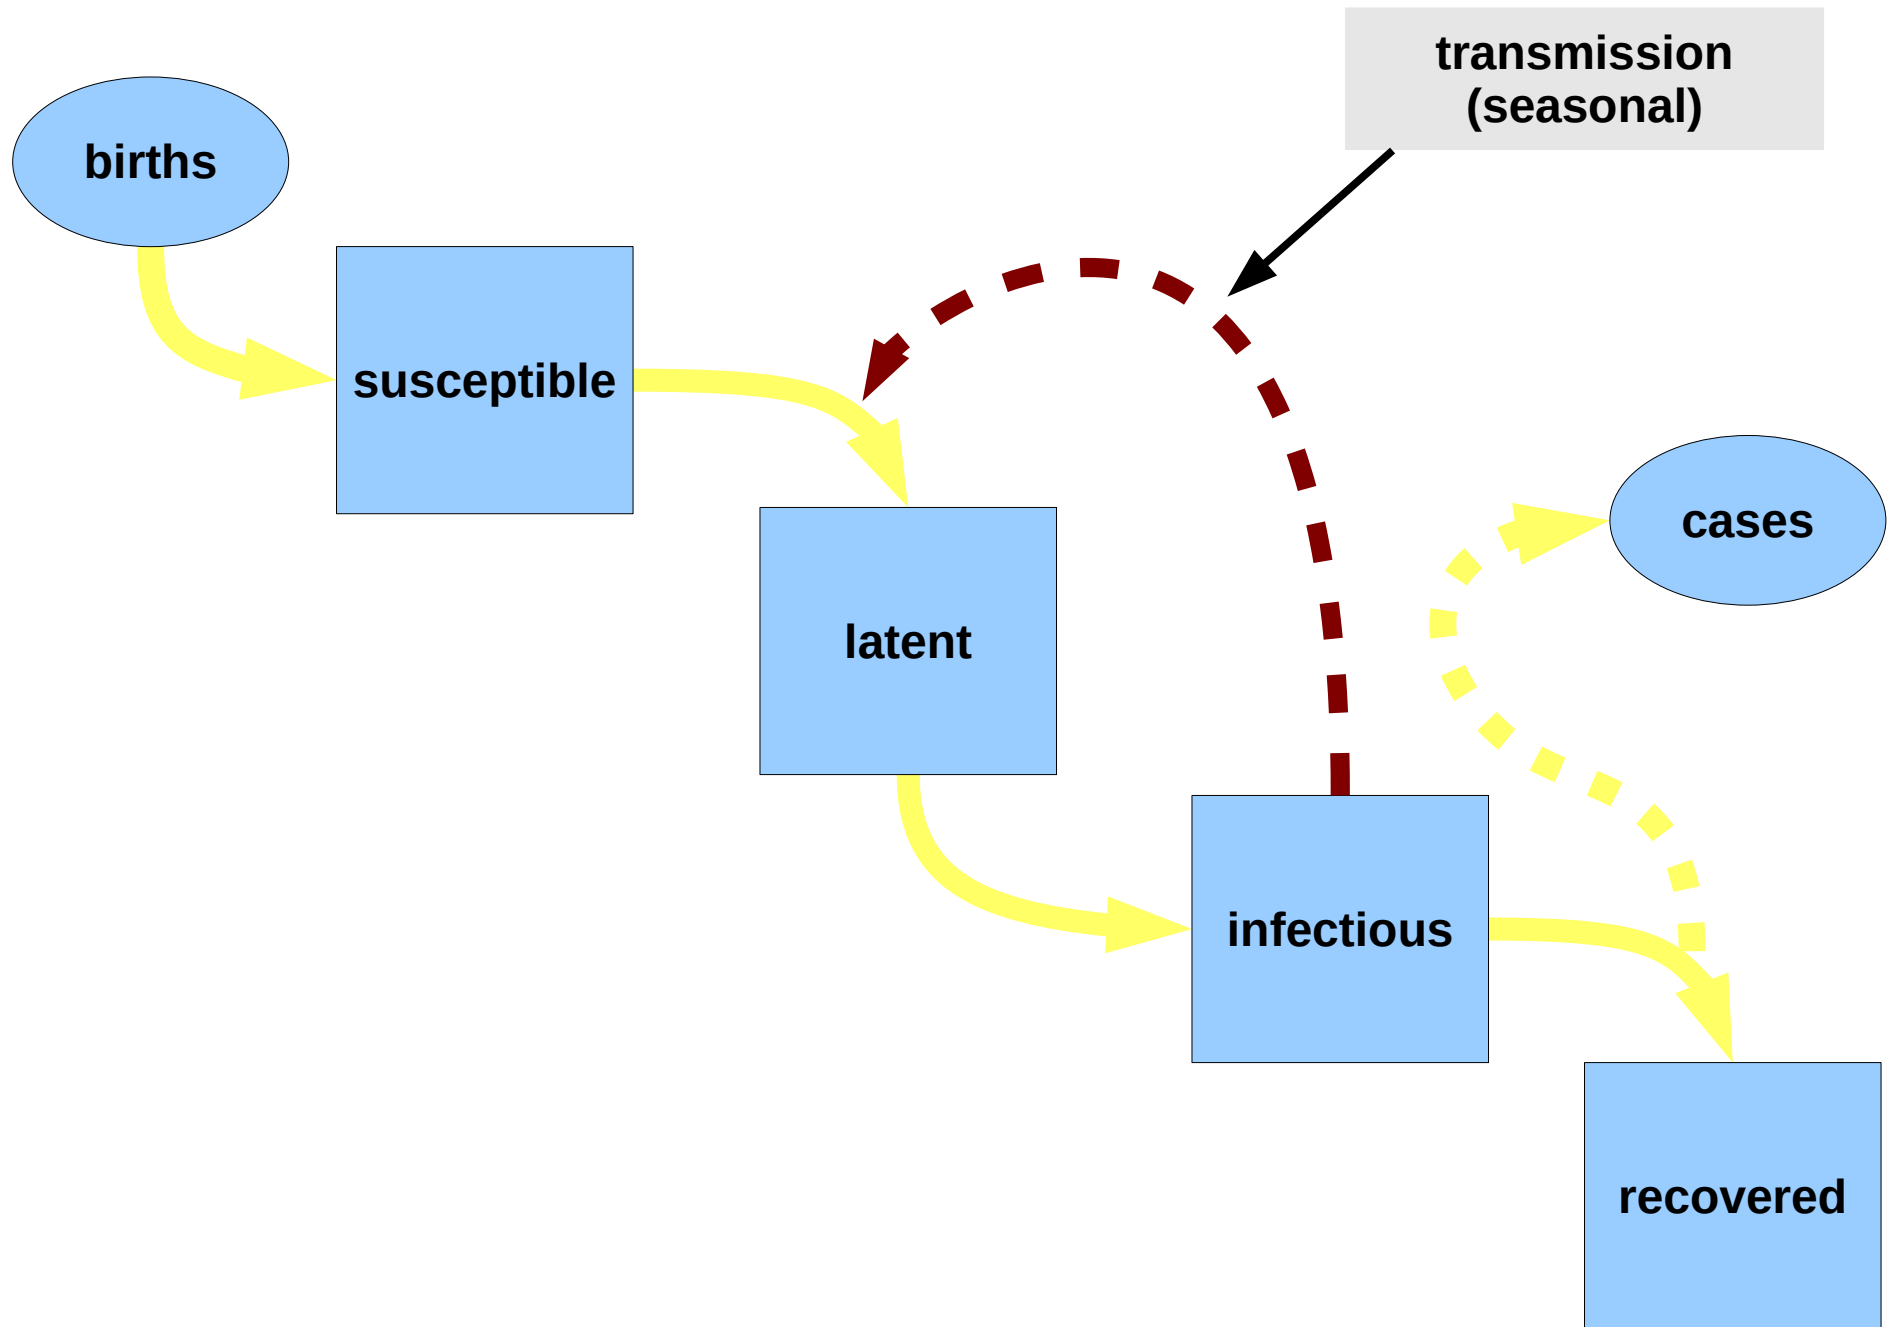 transmission
(seasonal)
births
susceptible
cases
latent
infectious
recovered